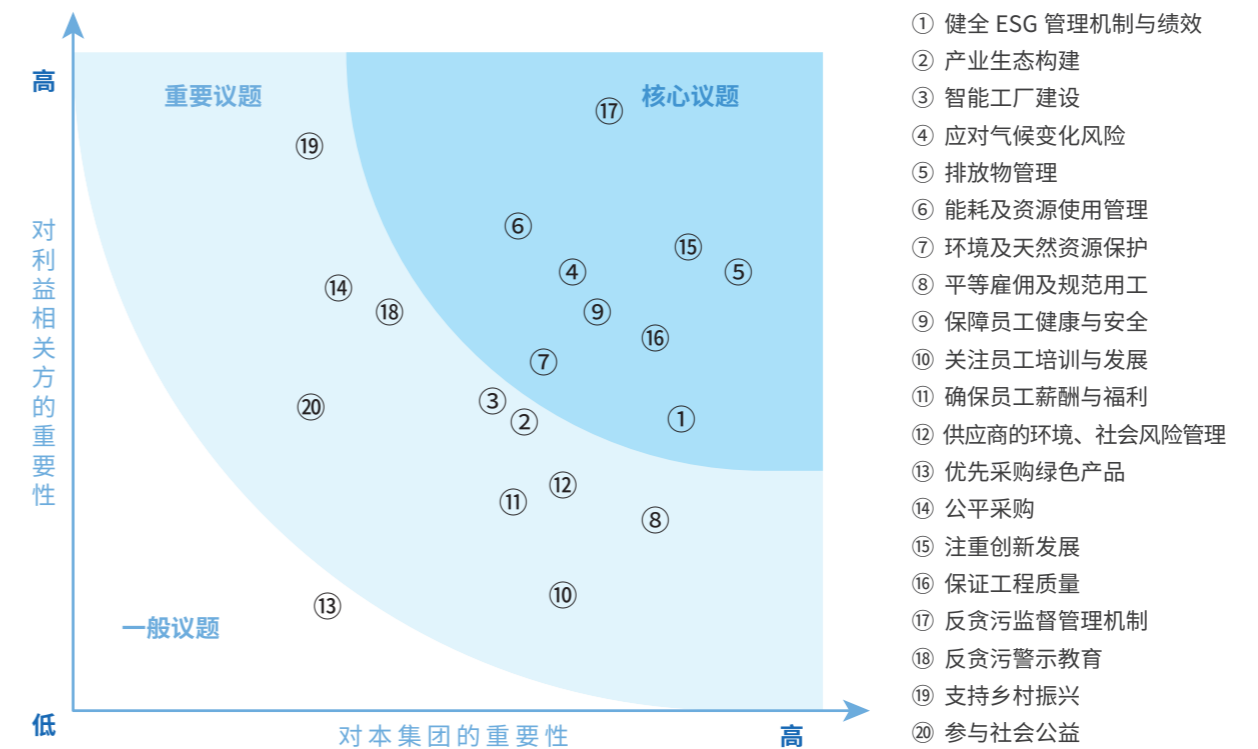 高
重要议题
核心议题
⑰
⑲
⑥
⑮
④
⑤
⑭
⑱
⑨
⑯
⑦
③
⑳
②
①
⑫
⑪
⑧
⑩
⑬
一般议题
对利益相关方的重要性
低
对本集团的重要性
高
① 健全 ESG 管理机制与绩效
② 产业生态构建
③ 智能工厂建设
④ 应对气候变化风险
⑤ 排放物管理
⑥ 能耗及资源使用管理
⑦ 环境及天然资源保护
⑧ 平等雇佣及规范用工
⑨ 保障员工健康与安全
⑩ 关注员工培训与发展
⑪ 确保员工薪酬与福利
⑫ 供应商的环境、社会风险管理
⑬ 优先采购绿色产品
⑭ 公平采购
⑮ 注重创新发展
⑯ 保证工程质量
⑰ 反贪污监督管理机制
⑱ 反贪污警示教育
⑲ 支持乡村振兴
⑳ 参与社会公益